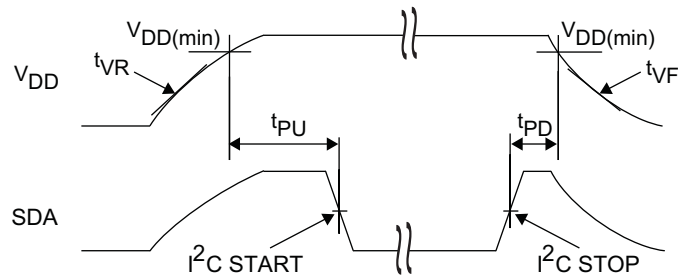 VDD(min) VDD(min)
tVR tVF
VDD
tPU tPD
SDA
I2C START I2C STOP